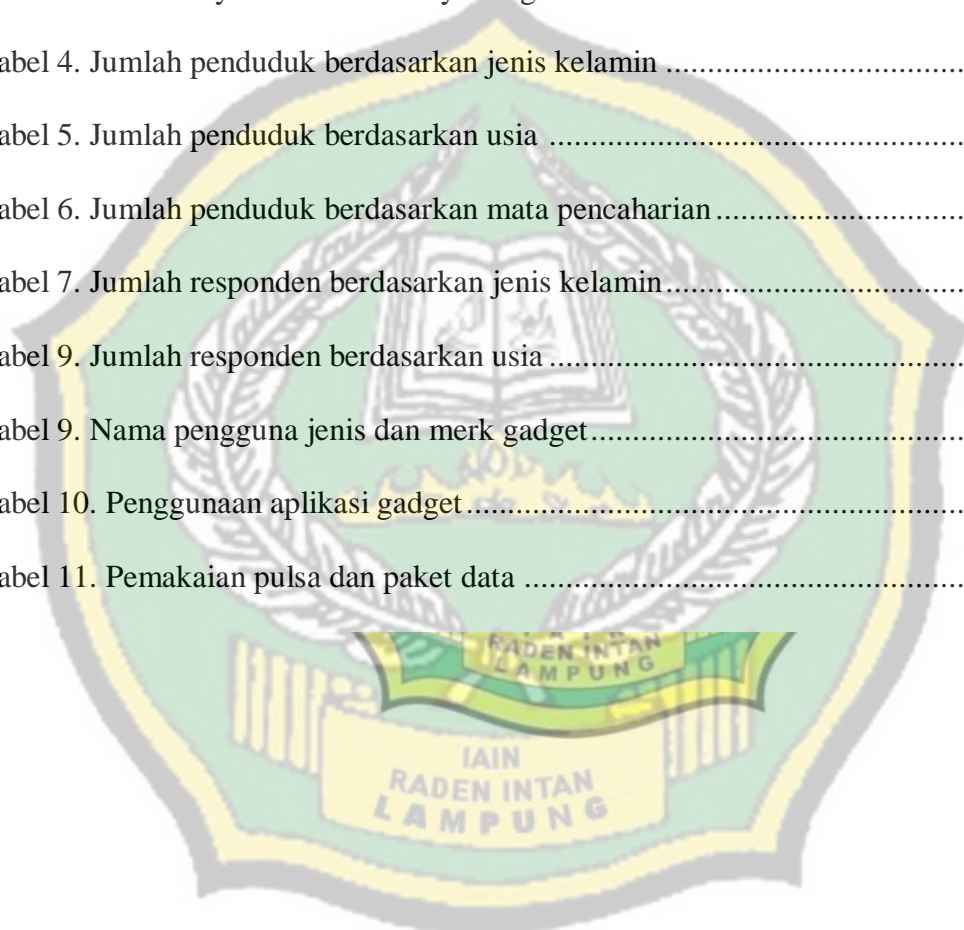 abel 4. Jumlah penduduk berdasarkan jenis kelamin ....................................
abel 5. Jumlah penduduk berdasarkan usia ..................................................
abel 6. Jumlah penduduk berdasarkan mata pencaharian..............................
abel 7. Jumlah responden berdasarkan jenis kelamin....................................
abel 9. Jumlah responden berdasarkan usia ..................................................
abel 9. Nama pengguna jenis dan merk gadget.............................................
abel 10. Penggunaan aplikasi gadget............................................................
abel 11. Pemakaian pulsa dan paket data .....................................................
RADEN INTAN
LAMPUNG
IAIN
RADEN INTAN
LAMPUNG